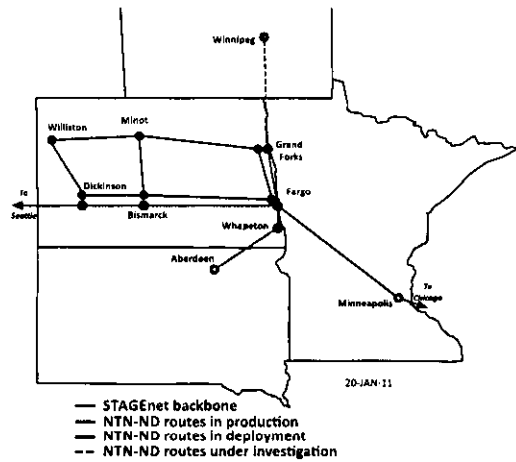 Winnipeg
Minot
Williston
Grand
Forks
Dickinson
Fargo
To
Seattle
Bismarck
Whapeton
Aberdeen
To
Chicago
Minneapolis
20-JAN-11
STAGEnet backbone
NTN-ND routes in production
NTN-ND routes in deployment
NTN-ND routes under investigation